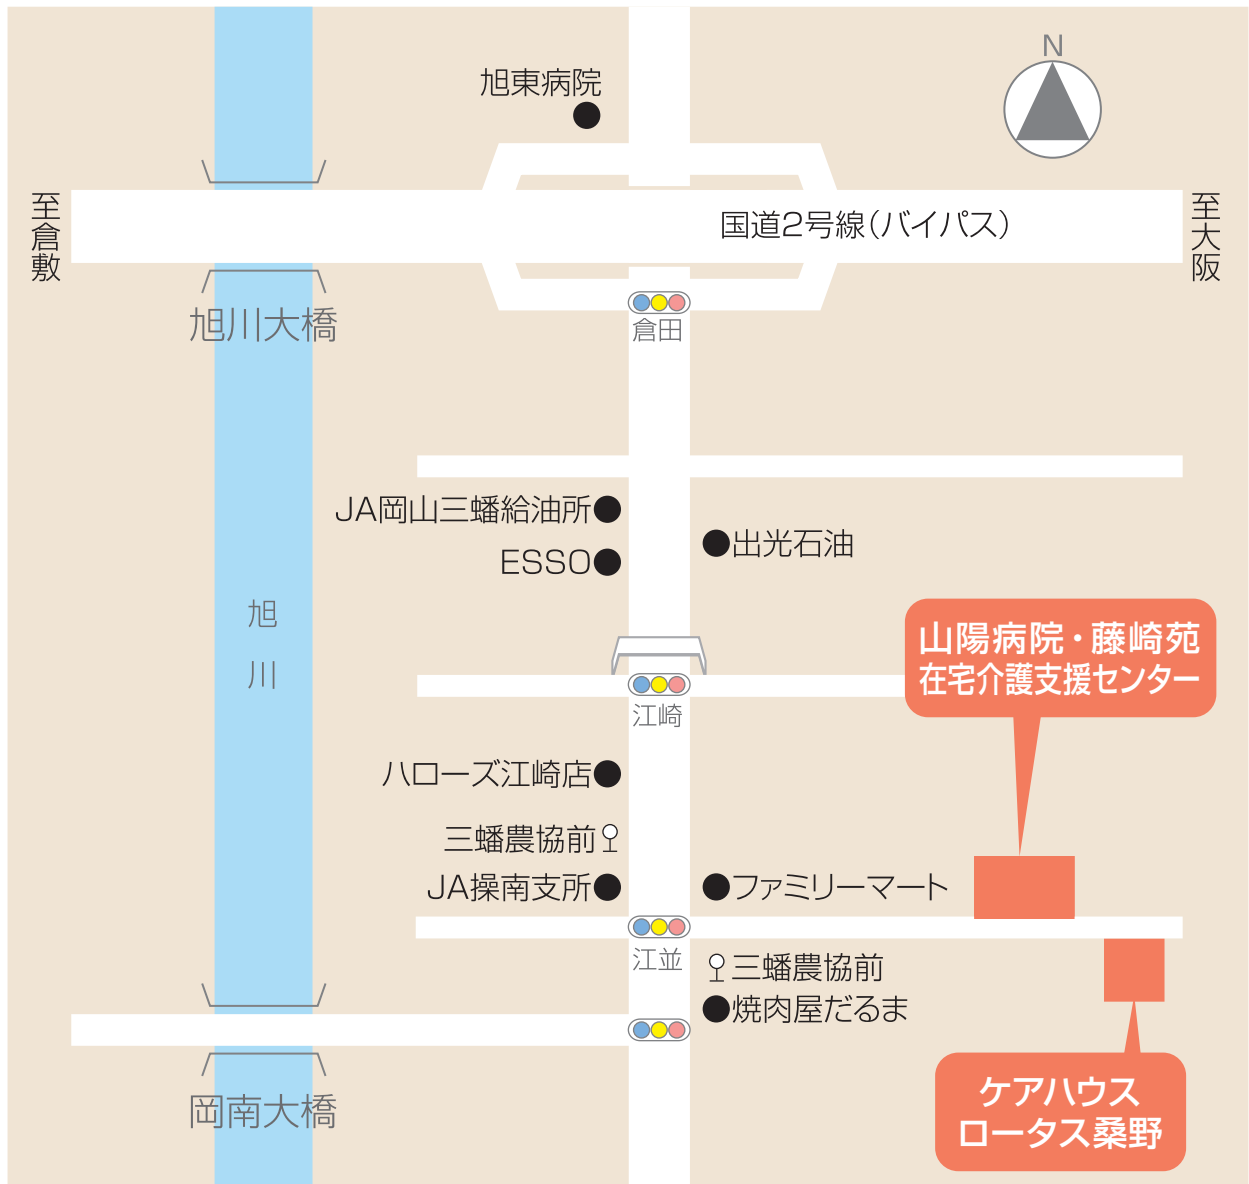 N
旭東病院
至倉敷
国道2号線(バイパス)
至大阪
旭川大橋
倉田
JA岡山三蟠給油所
出光石油
ESSO
旭川
山陽病院・藤崎苑
在宅介護支援センター
江崎
ハローズ江崎店
三蟠農協前
JA操南支所
ファミリーマート
江並
三蟠農協前
焼肉屋だるま
岡南大橋
ケアハウス
ロータス桑野